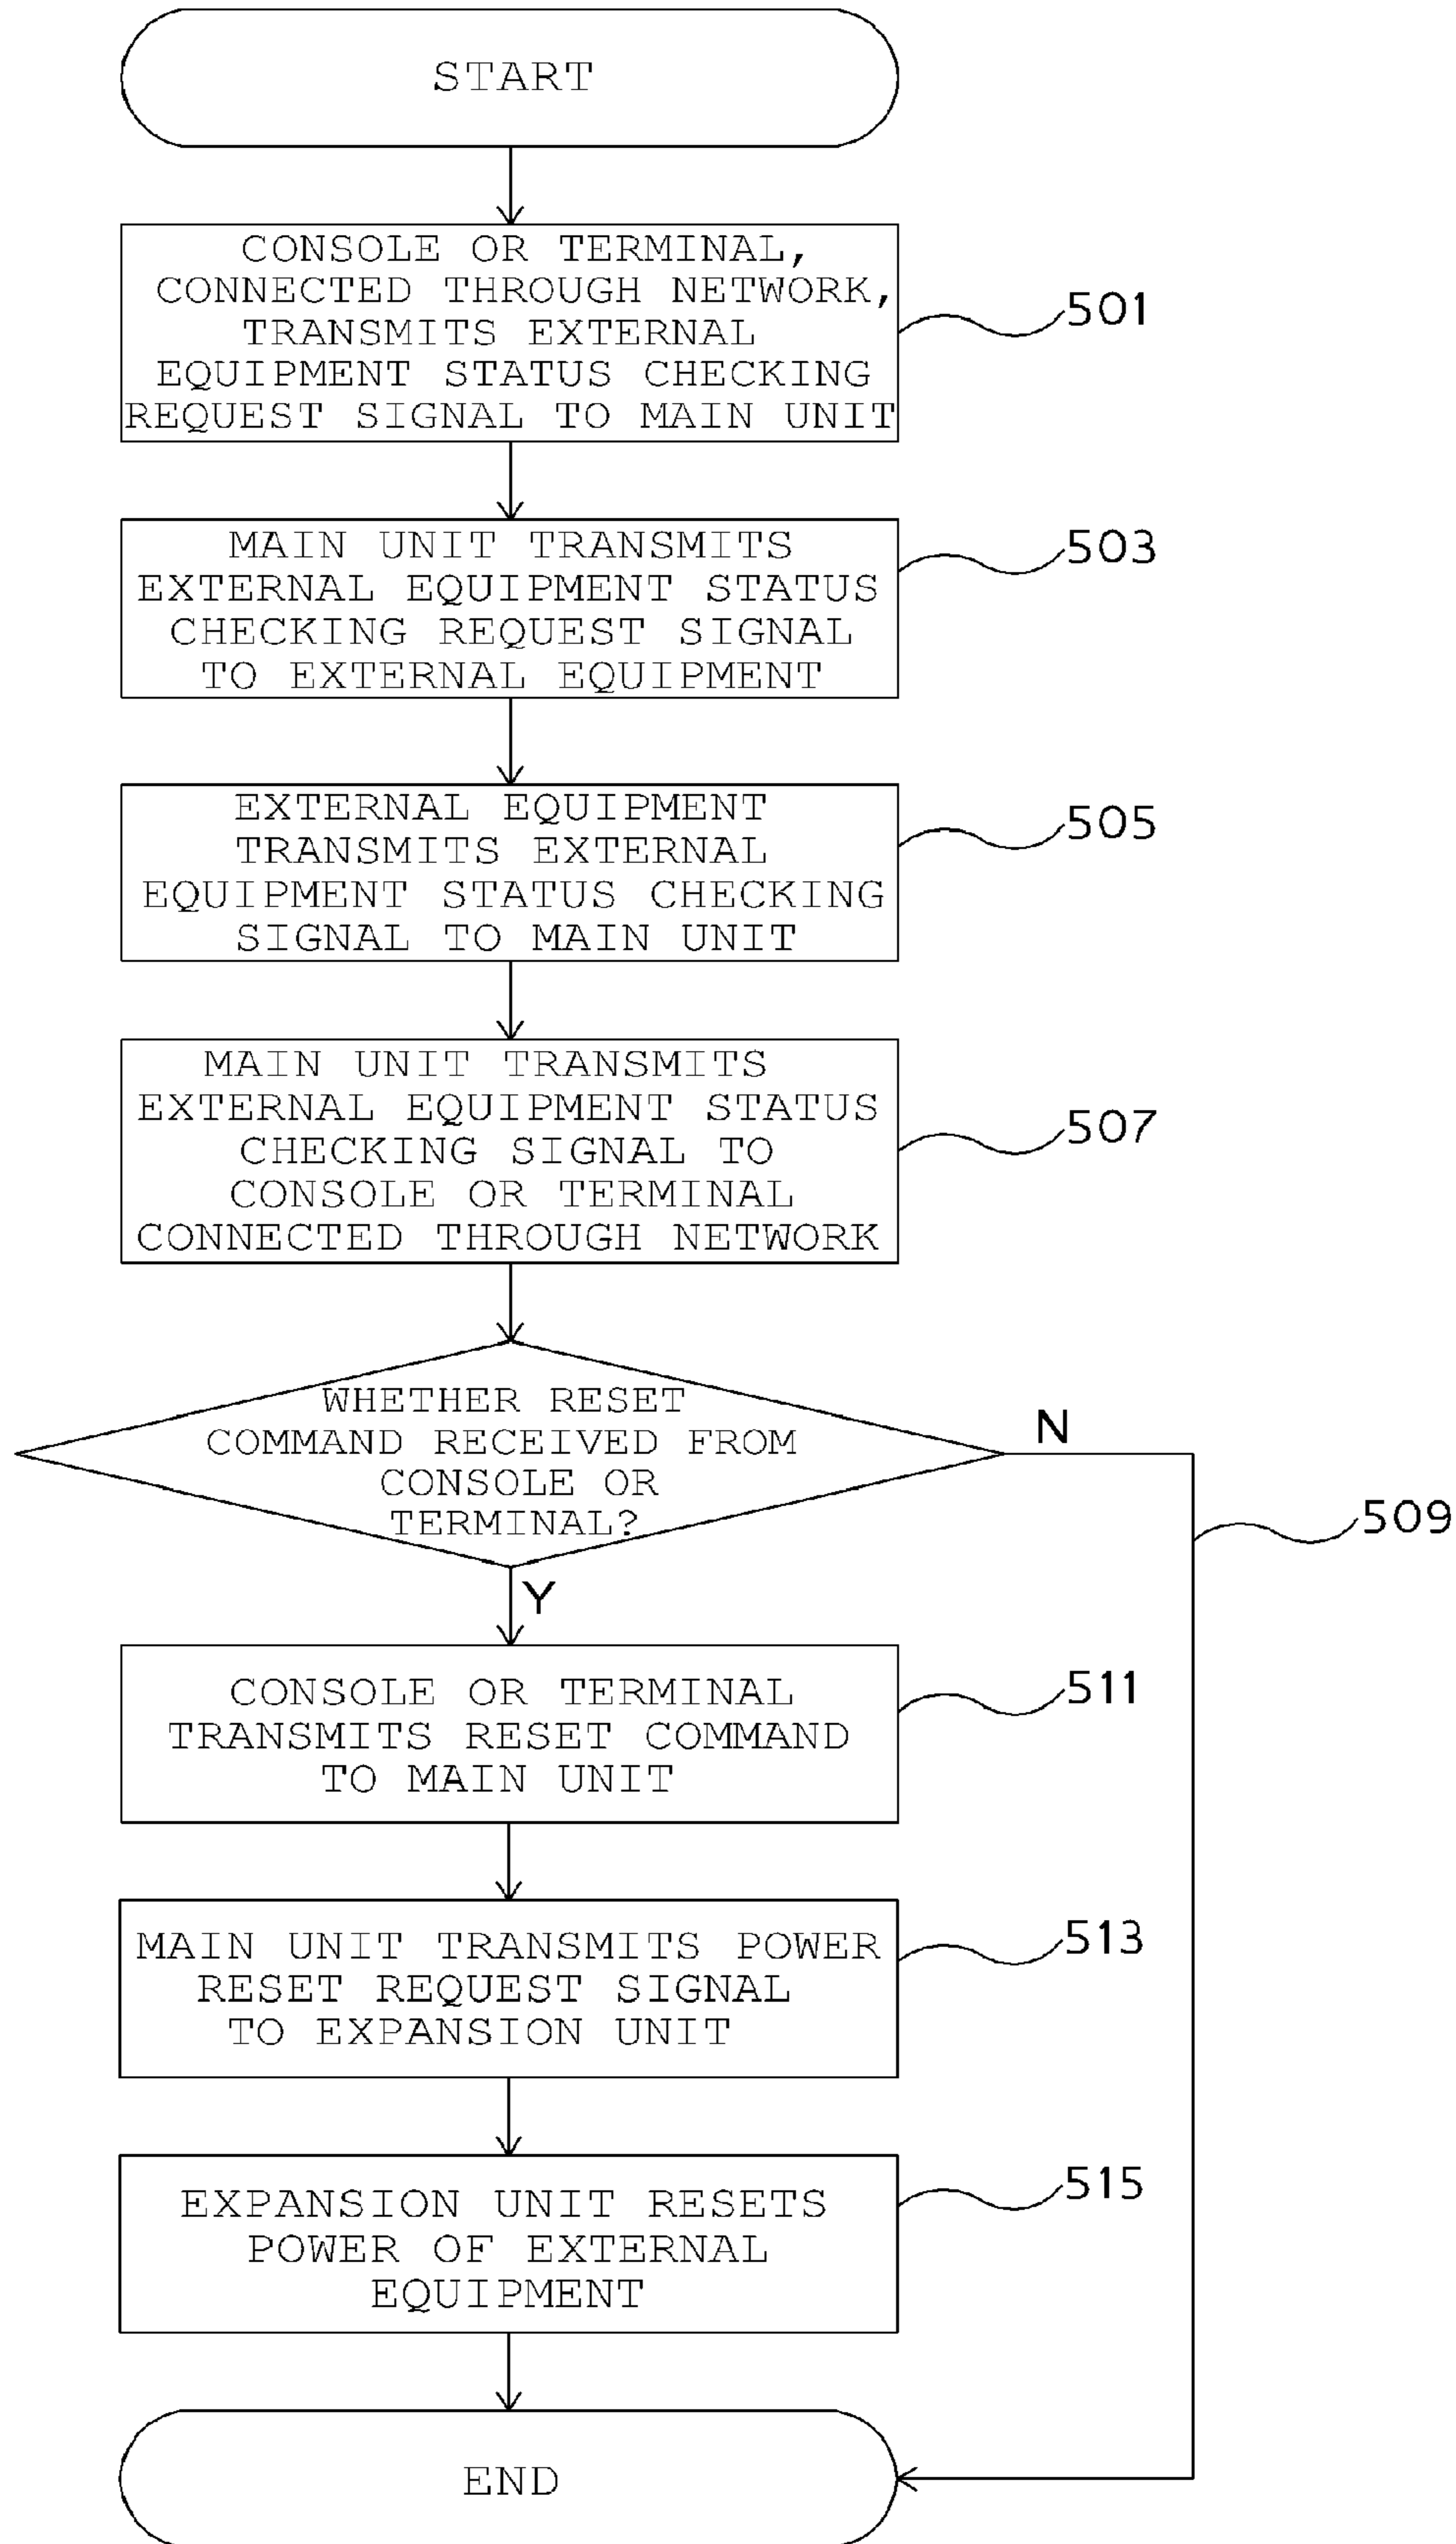 START
CONSOLE OR TERMINAL,
CONNECTED THROUGH NETWORK,
TRANSMITS EXTERNAL
EQUIPMENT STATUS CHECKING
REQUEST SIGNAL TO MAIN UNIT
501
MAIN UNIT TRANSMITS
EXTERNAL EQUIPMENT STATUS
CHECKING REQUEST SIGNAL
TO EXTERNAL EQUIPMENT
503
EXTERNAL EQUIPMENT
TRANSMITS EXTERNAL
EQUIPMENT STATUS CHECKING
SIGNAL TO MAIN UNIT
505
MAIN UNIT TRANSMITS
EXTERNAL EQUIPMENT STATUS
CHECKING SIGNAL TO
CONSOLE OR TERMINAL
CONNECTED THROUGH NETWORK
507
WHETHER RESET
COMMAND RECEIVED FROM
CONSOLE OR
TERMINAL?
N
509
Y
CONSOLE OR TERMINAL
TRANSMITS RESET COMMAND
TO MAIN UNIT
511
MAIN UNIT TRANSMITS POWER
RESET REQUEST SIGNAL
TO EXPANSION UNIT
513
EXPANSION UNIT RESETS
POWER OF EXTERNAL
EQUIPMENT
515
END